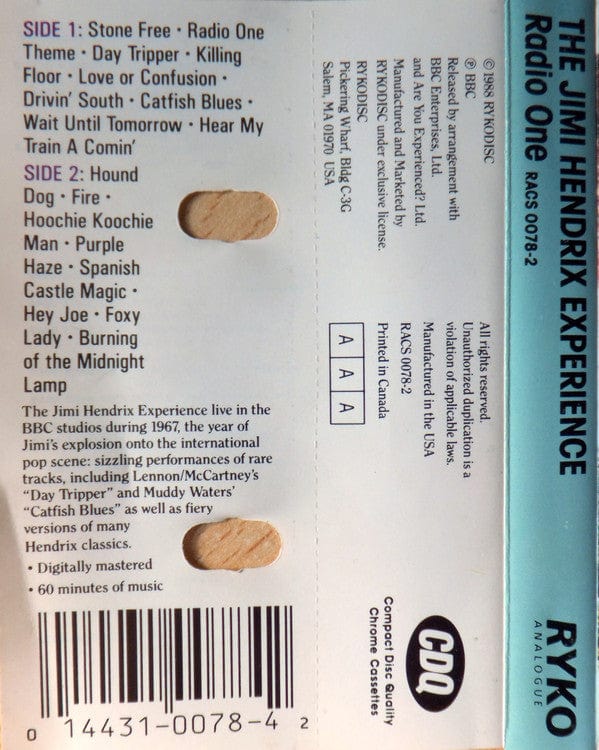 SIDE 1: Stone Free • Radio One
Theme • Day Tripper • Killing
Floor • Love or Confusion •
Drivin' South • Catfish Blues •
Wait Until Tomorrow • Hear My
Train A Comin'
SIDE 2: Hound
Dog • Fire •
Hoochie Koochie
Man • Purple
Haze • Spanish
Castle Magic •
Hey Joe • Foxy
Lady • Burning
of the Midnight
Lamp
The Jimi Hendrix Experience live in the
BBC studios during 1967, the year of
Jimi's explosion onto the international
pop scene: sizzling performances of rare
tracks, including Lennon/McCartney's
"Day Tripper" and Muddy Waters'
"Catfish Blues" as well as fiery
versions of many
Hendrix classics.
• Digitally mastered
• 60 minutes of music
0 14431-0078-4 2
© 1988 RYKODISC
℗ BBC
Released by arrangement with
BBC Enterprises, Ltd.
and Are You Experienced? Ltd.
Manufactured and Marketed by
RYKODISC under exclusive license.
RYKODISC
Pickering Wharf, Bldg C-3G
Salem, MA 01970 USA
All rights reserved.
Unauthorized duplication is a
violation of applicable laws.
Manufactured in the USA
RACS 0078-2
Printed in Canada
A A A
CDQ
Compact Disc Quality
Chrome Cassettes
THE JIMI HENDRIX EXPERIENCE
Radio One RACS 0078-2
RYKO
ANALOGUE